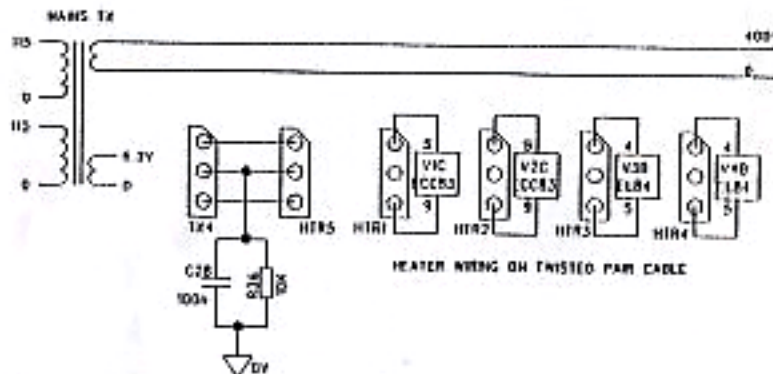 MAINS TX
115
0
115
0
6.3V
0
400
0
TX4
HTR5
C28
100n
R36
10K
0V
HTR1
5
V1C
ECC83
9
HTR2
9
V2C
ECC83
9
HTR3
4
V3B
EL84
5
HTR4
4
V4B
EL84
5
HEATER WIRING ON TWISTED PAIR CABLE